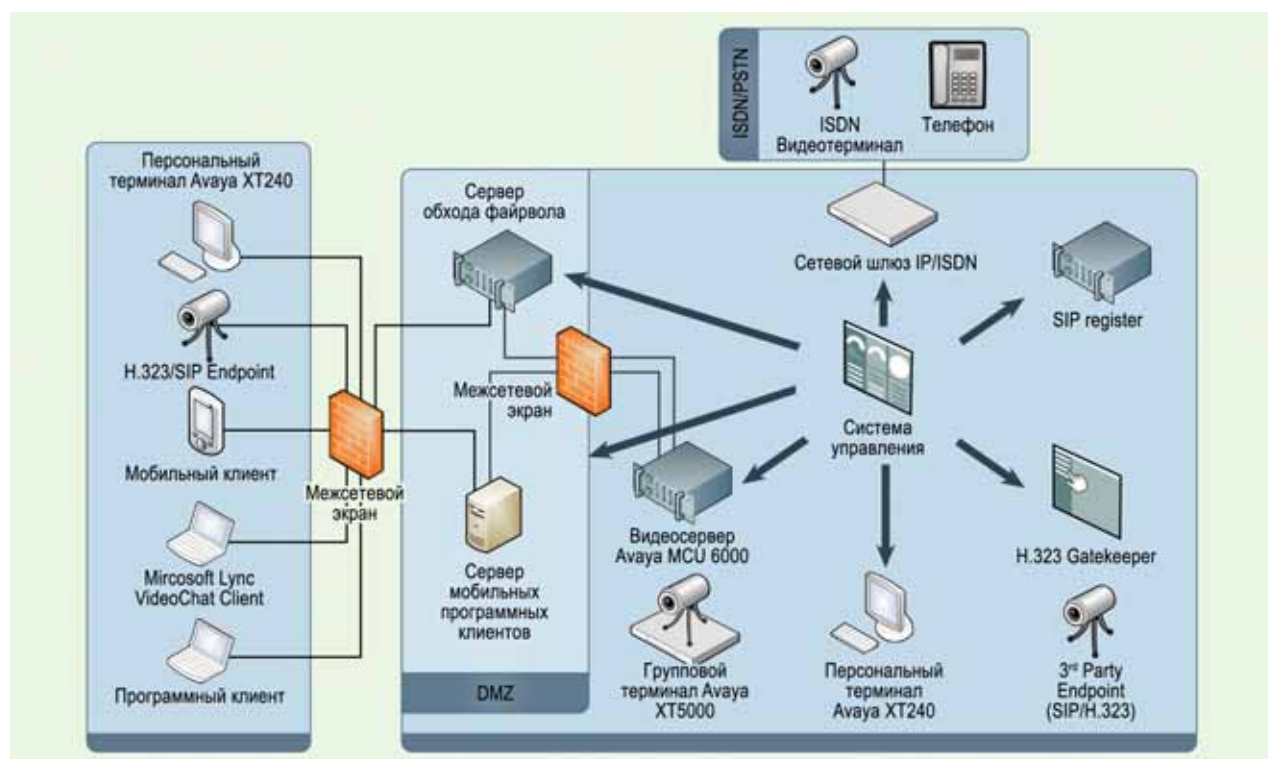 ISDN/PSTN
ISDN
Видеотерминал
Телефон
Персональный
терминал Avaya XT240
H.323/SIP Endpoint
Мобильный клиент
Mircosoft Lync
VideoChat Client
Программный клиент
Межсетевой
экран
Сервер
обхода файрвола
Межсетевой
экран
Сервер
мобильных
программных
клиентов
DMZ
Сетевой шлюз IP/ISDN
SIP register
Система
управления
Видеосервер
Avaya MCU 6000
H.323 Gatekeeper
Групповой
терминал Avaya
XT5000
Персональный
терминал
Avaya XT240
3rd Party
Endpoint
(SIP/H.323)